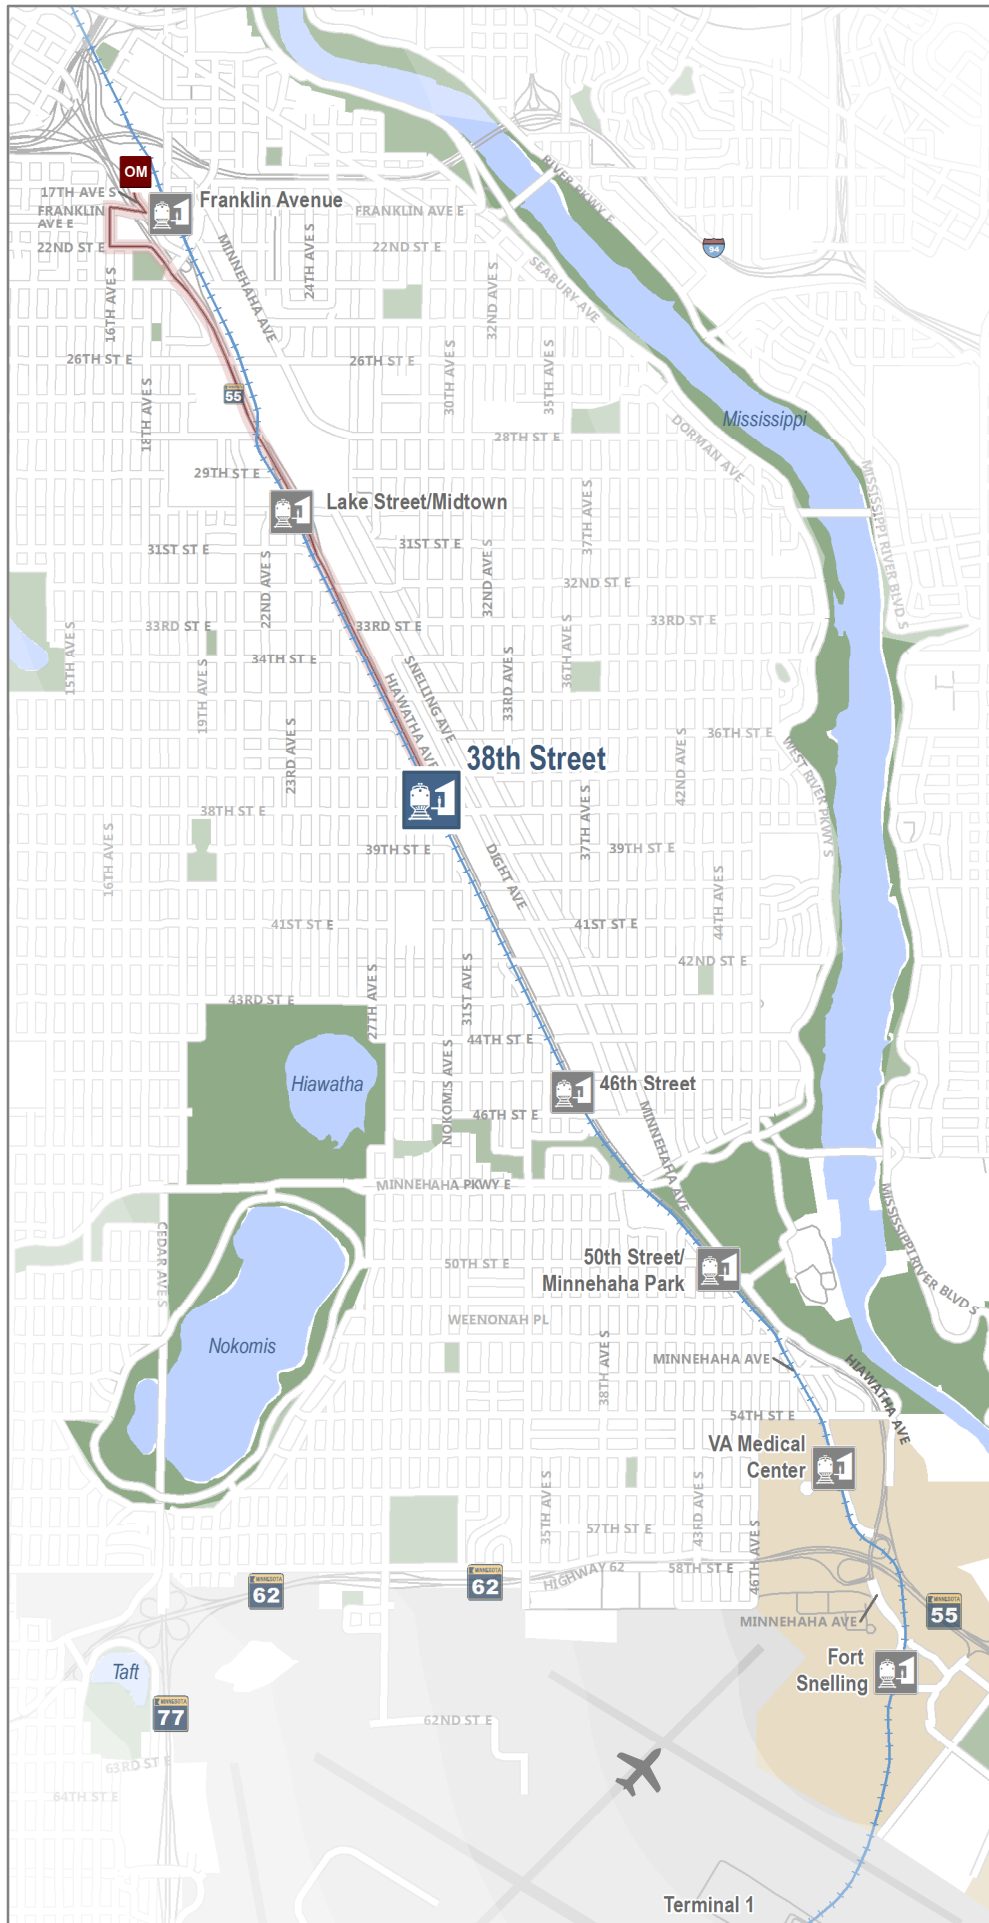 OM
17TH AVE S
Franklin Avenue
FRANKLIN
AVE E
FRANKLIN AVE E
RIVER PKWY E
22ND ST E
22ND ST E
94
MINNEHAHA AVE
24TH AVE S
SEABURY AVE
16TH AVE S
32ND AVE S
26TH ST E
26TH ST E
30TH AVE S
35TH AVE S
55
18TH AVE S
Mississippi
28TH ST E
DORMAN AVE
29TH ST E
Lake Street/Midtown
37TH AVE S
MISSISSIPPI RIVER BLVD S
31ST ST E
31ST ST E
22ND AVE S
32ND AVE S
32ND ST E
33RD ST E
33RD ST E
33RD ST E
15TH AVE S
36TH AVE S
34TH ST E
19TH AVE S
SNELLING AVE
33RD AVE S
HIAWATHA AVE
23RD AVE S
36TH ST E
42ND AVE S
WEST RIVER PKWY S
38th Street
38TH ST E
37TH AVE S
16TH AVE S
39TH ST E
39TH ST E
DIGHT AVE
44TH AVE S
41ST ST E
41ST ST E
42ND ST E
27TH AVE S
31ST AVE S
43RD ST E
44TH ST E
Hiawatha
46th Street
NOKOMIS AVE S
46TH ST E
MINNEHAHA AVE
MINNEHAHA PKWY E
MISSISSIPPI RIVER BLVD S
CEDAR AVE S
50TH ST E
50th Street/
Minnehaha Park
WEENONAH PL
Nokomis
38TH AVE S
MINNEHAHA AVE
HIAWATHA AVE
54TH ST E
VA Medical
Center
35TH AVE S
43RD AVE S
57TH ST E
46TH AVE S
HIGHWAY 62
58TH ST E
MINNESOTA
62
MINNESOTA
62
MINNESOTA
55
MINNEHAHA AVE
Fort
Snelling
Taft
MINNESOTA
77
62ND ST E
63RD ST E
64TH ST E
Terminal 1